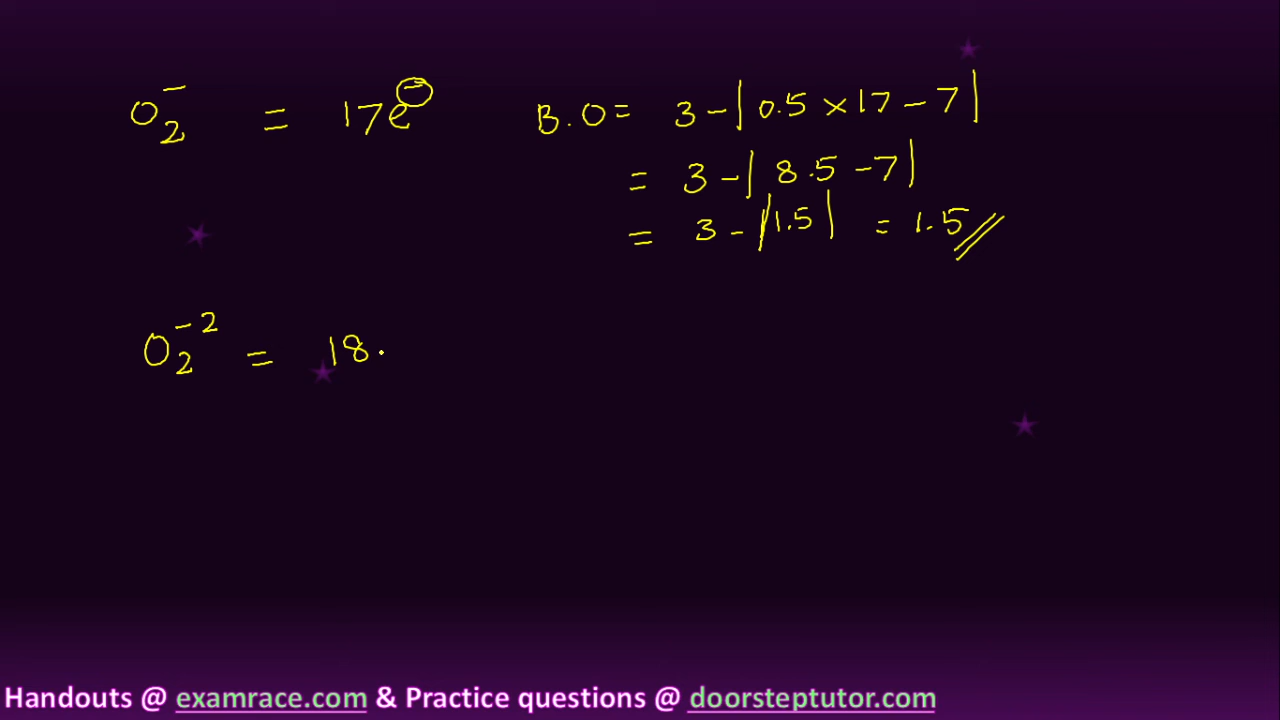 O₂⁻ = 17e⁻ B.O = 3 - | 0.5 × 17 - 7 |
= 3 - | 8.5 - 7 |
= 3 - | 1.5 | = 1.5
O₂⁻² = 18.
Handouts @ examrace.com & Practice questions @ doorsteptutor.com